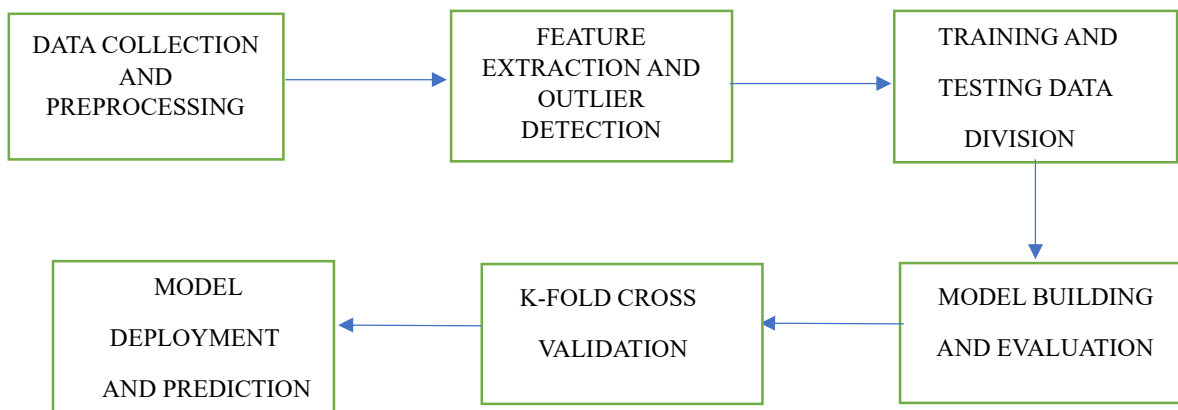 DATA COLLECTION
AND
PREPROCESSING
FEATURE
EXTRACTION AND
OUTLIER
DETECTION
TRAINING AND
TESTING DATA
DIVISION
MODEL BUILDING
AND EVALUATION
K-FOLD CROSS
VALIDATION
MODEL
DEPLOYMENT
AND PREDICTION